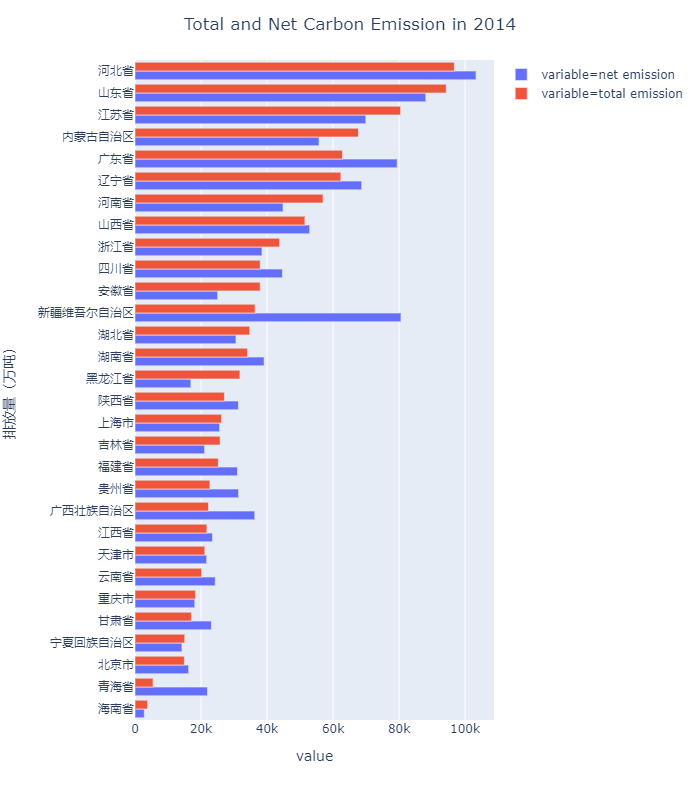 Total and Net Carbon Emission in 2014
variable=net emission
variable=total emission
排放量（万吨）
河北省
山东省
江苏省
内蒙古自治区
广东省
辽宁省
河南省
山西省
浙江省
四川省
安徽省
新疆维吾尔自治区
湖北省
湖南省
黑龙江省
陕西省
上海市
吉林省
福建省
贵州省
广西壮族自治区
江西省
天津市
云南省
重庆市
甘肃省
宁夏回族自治区
北京市
青海省
海南省
0 20k 40k 60k 80k 100k
value